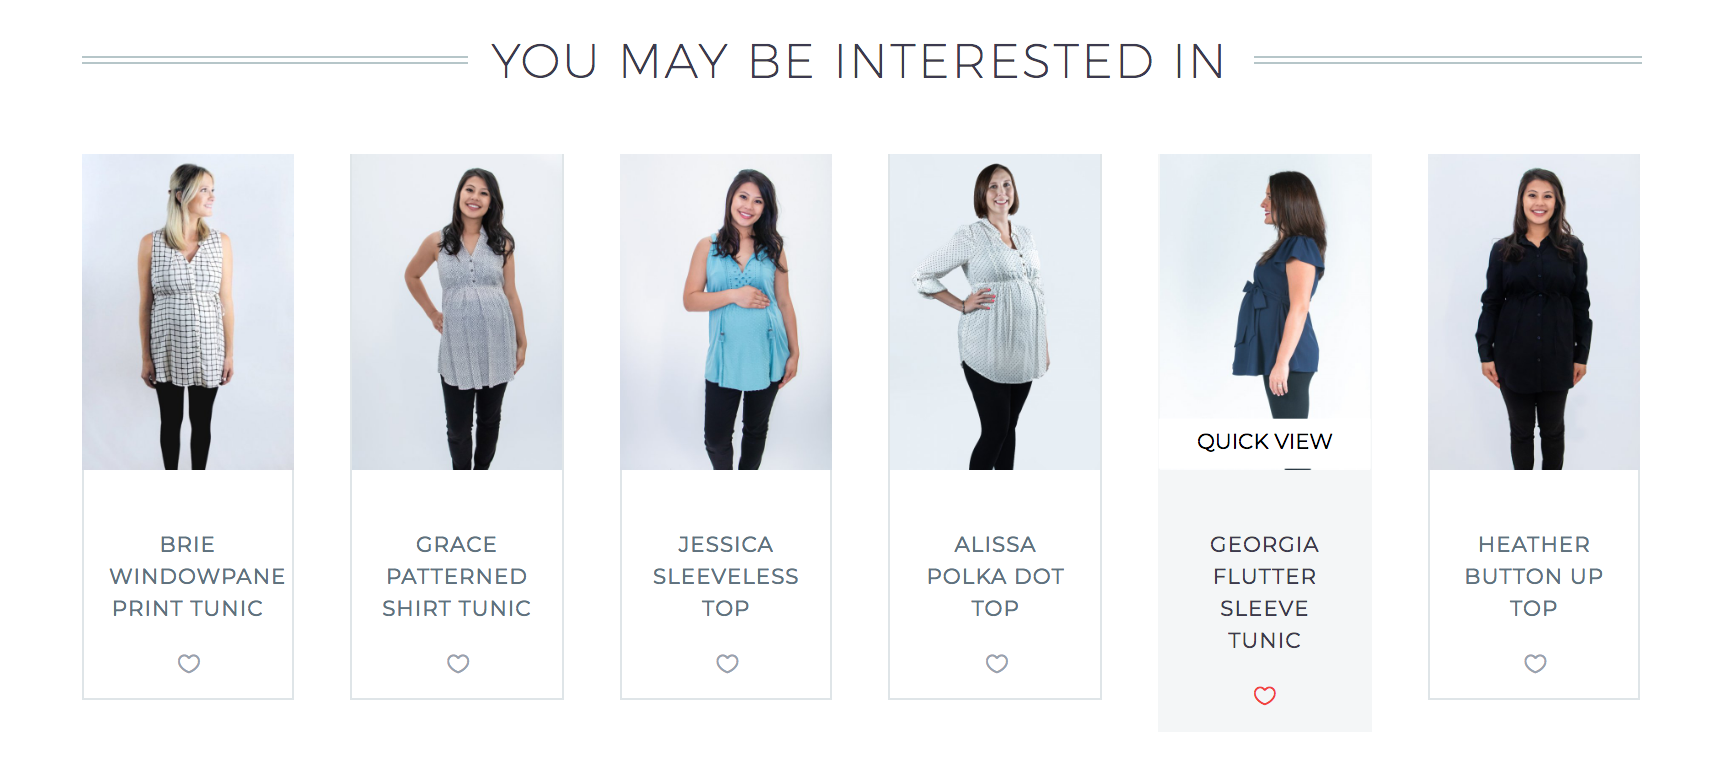 YOU MAY BE INTERESTED IN
QUICK VIEW
BRIE
WINDOWPANE
PRINT TUNIC
GRACE
PATTERNED
SHIRT TUNIC
JESSICA
SLEEVELESS
TOP
ALISSA
POLKA DOT
TOP
GEORGIA
FLUTTER
SLEEVE
TUNIC
HEATHER
BUTTON UP
TOP